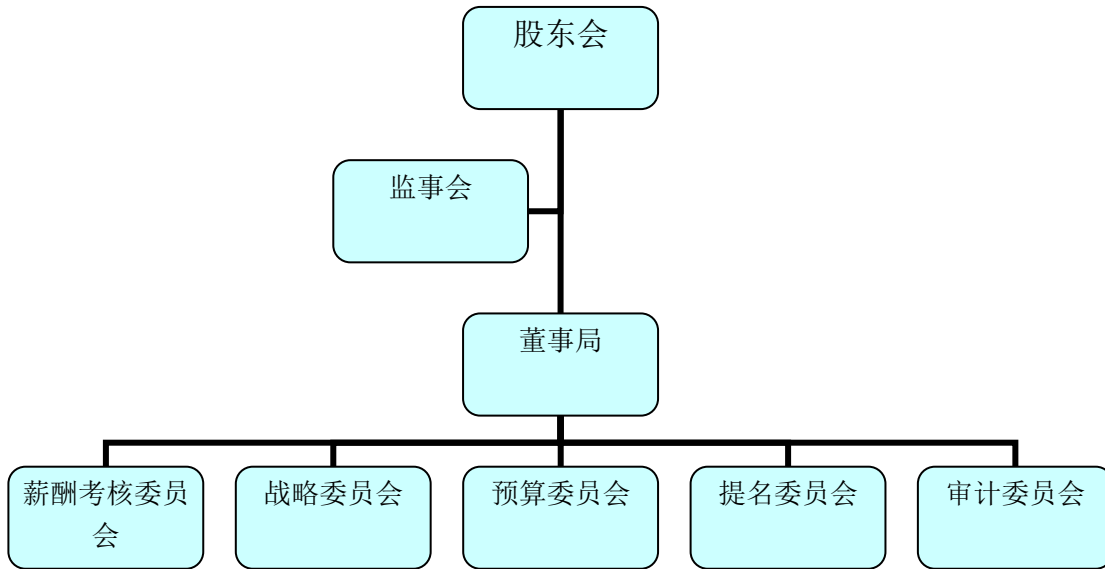 股东会
监事会
董事局
薪酬考核委员
会
战略委员会
预算委员会
提名委员会
审计委员会